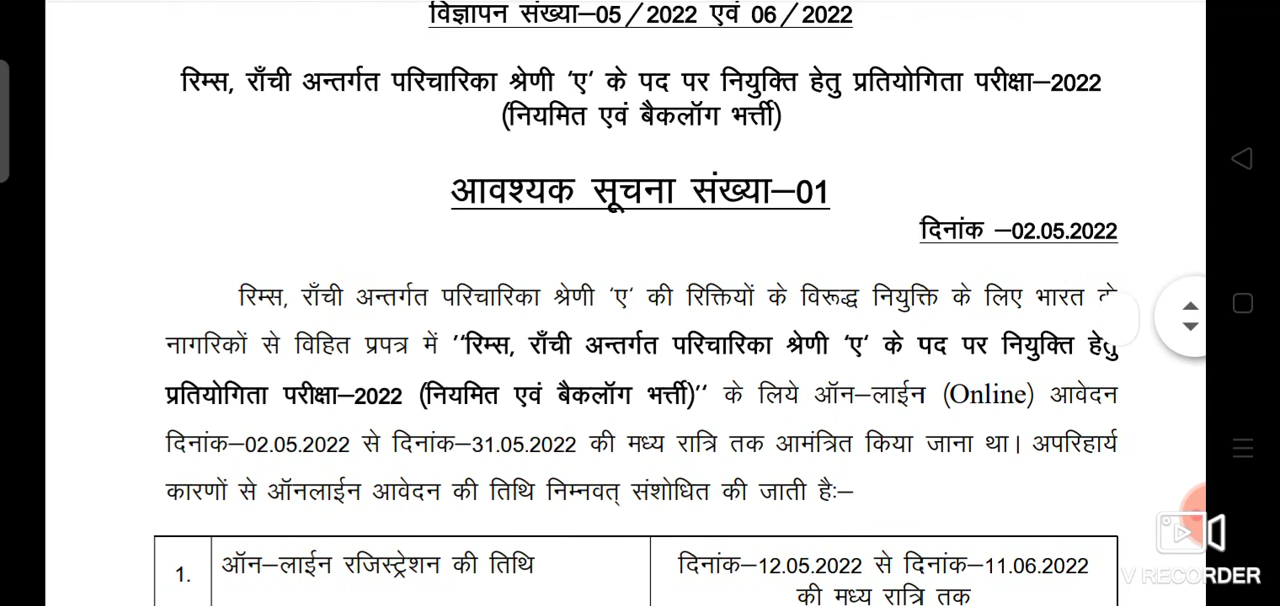 विज्ञापन संख्या–05/2022 एवं 06/2022
रिम्स, राँची अन्तर्गत परिचारिका श्रेणी ‘ए’ के पद पर नियुक्ति हेतु प्रतियोगिता परीक्षा–2022
(नियमित एवं बैकलॉग भर्त्ती)
आवश्यक सूचना संख्या–01
दिनांक –02.05.2022
रिम्स, राँची अन्तर्गत परिचारिका श्रेणी ‘ए’ की रिक्तियों के विरूद्ध नियुक्ति के लिए भारत
नागरिकों से विहित प्रपत्र में ‘‘रिम्स, राँची अन्तर्गत परिचारिका श्रेणी ‘ए’ के पद पर नियुक्ति हेतु
प्रतियोगिता परीक्षा–2022 (नियमित एवं बैकलॉग भर्त्ती)’’ के लिये ऑन–लाईन (Online) आवेदन
दिनांक–02.05.2022 से दिनांक–31.05.2022 की मध्य रात्रि तक आमंत्रित किया जाना था। अपरिहार्य
कारणों से ऑनलाईन आवेदन की तिथि निम्नवत् संशोधित की जाती हैः–
1. ऑन–लाईन रजिस्ट्रेशन की तिथि दिनांक–12.05.2022 से दिनांक–11.06.2022
की मध्य रात्रि तक
V RECORDER